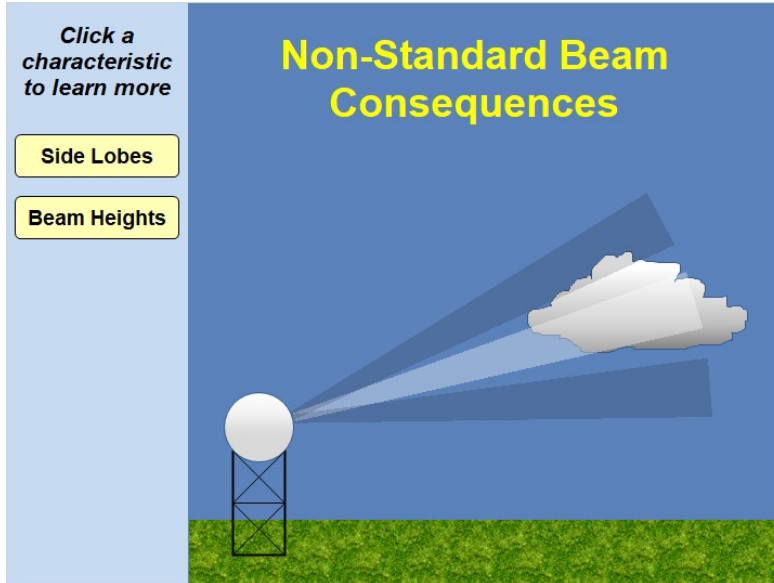 Click a
characteristic
to learn more
Side Lobes
Beam Heights
Non-Standard Beam
Consequences